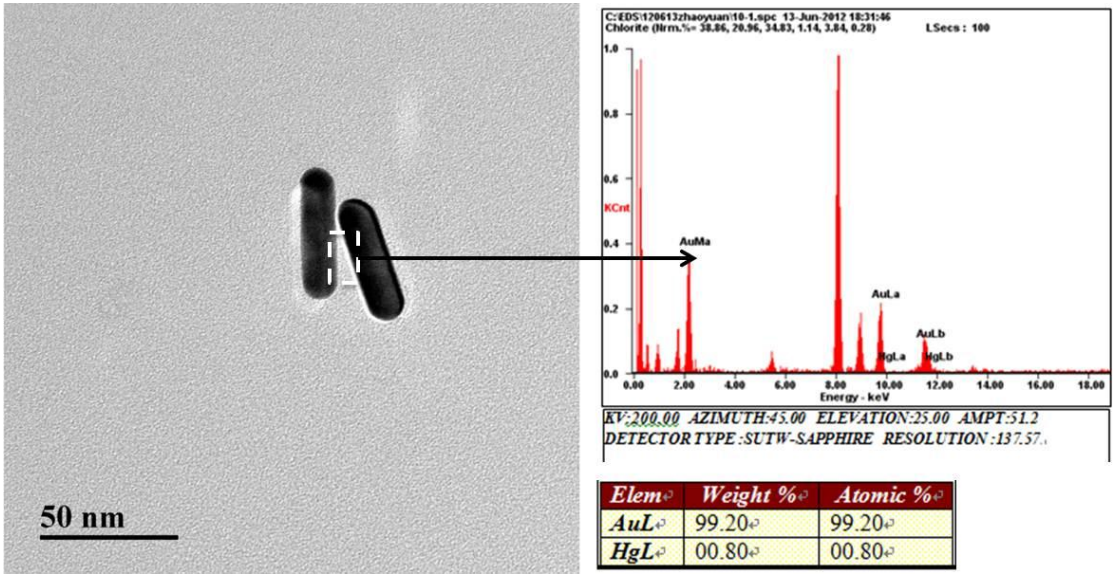 50 nm
C:\EDS\120613zhaoyuan\10-1.spc 13-Jun-2012 18:31:46
Chlorite (Nrm.%= 38.86, 20.96, 34.83, 1.14, 3.84, 0.28) LSecs : 100
1.0
0.8
0.6
KCnt
0.4
AuMa
0.2
AuLa
HgLa
AuLb
HgLb
0.0
0.00 2.00 4.00 6.00 8.00 10.00 12.00 14.00 16.00 18.00
Energy - keV
KV:200.00 AZIMUTH:45.00 ELEVATION:25.00 AMPT:51.2
DETECTOR TYPE :SUTW-SAPPHIRE RESOLUTION :137.57
Elem Weight % Atomic %
AuL 99.20 99.20
HgL 00.80 00.80